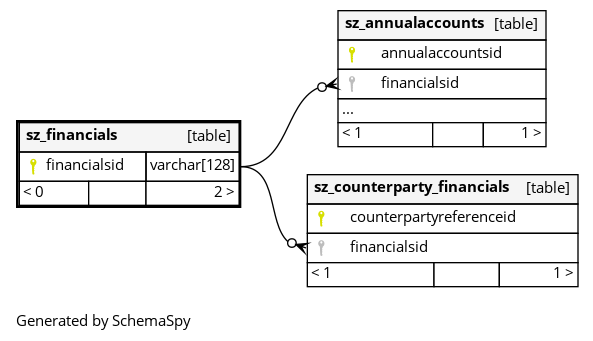 sz_annualaccounts [table]
annualaccountsid
financialsid
...
< 1 1 >
sz_financials [table]
financialsid varchar[128]
< 0 2 >
sz_counterparty_financials [table]
counterpartyreferenceid
financialsid
< 1 1 >
Generated by SchemaSpy